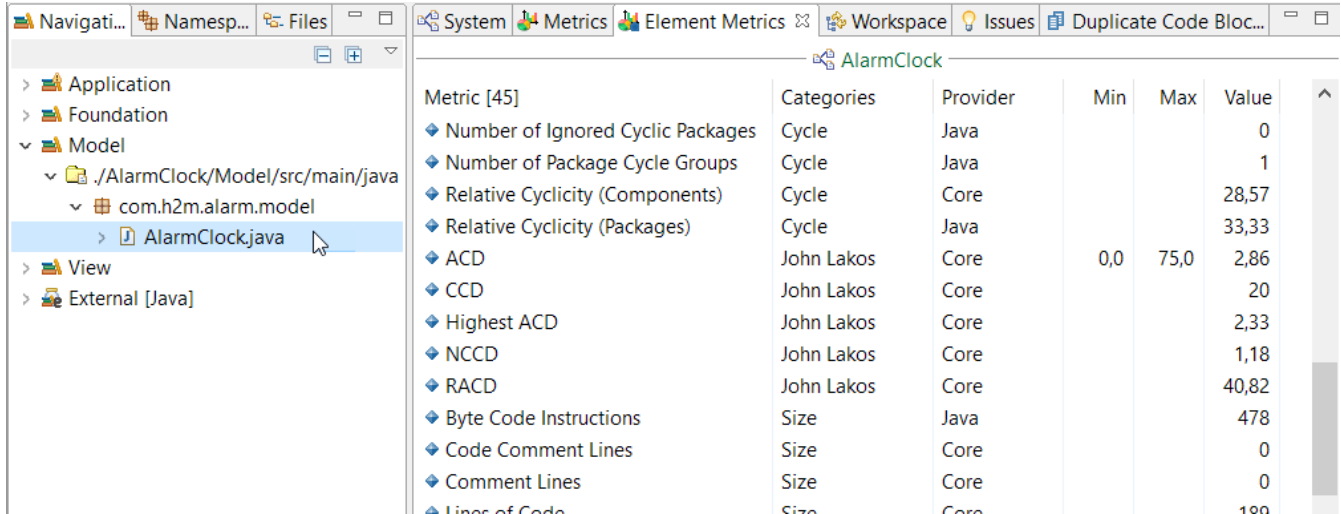 Navigati... Namesp... Files
Application
Foundation
Model
./AlarmClock/Model/src/main/java
com.h2m.alarm.model
AlarmClock.java
View
External [Java]
System Metrics Element Metrics Workspace Issues Duplicate Code Bloc...
AlarmClock
Metric [45] Categories Provider Min Max Value
Number of Ignored Cyclic Packages Cycle Java 0
Number of Package Cycle Groups Cycle Java 1
Relative Cyclicity (Components) Cycle Core 28,57
Relative Cyclicity (Packages) Cycle Java 33,33
ACD John Lakos Core 0,0 75,0 2,86
CCD John Lakos Core 20
Highest ACD John Lakos Core 2,33
NCCD John Lakos Core 1,18
RACD John Lakos Core 40,82
Byte Code Instructions Size Java 478
Code Comment Lines Size Core 0
Comment Lines Size Core 0
Lines of Code Size Core 189